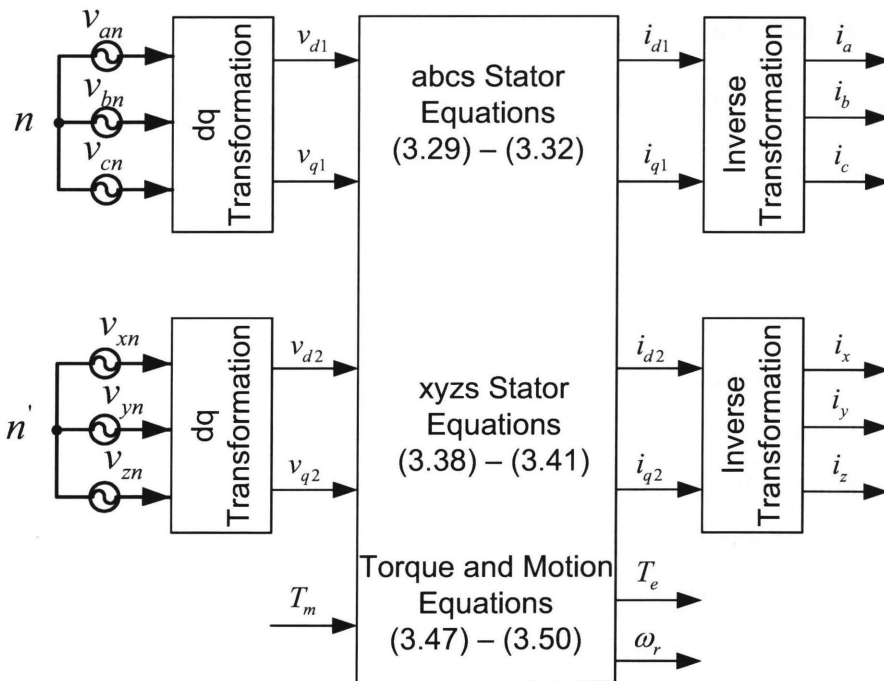 v_an
v_bn
n
v_cn
dq
Transformation
v_d1
v_q1
abcs Stator
Equations
(3.29) – (3.32)
i_d1
i_q1
Inverse
Transformation
i_a
i_b
i_c
v_xn
v_yn
n'
v_zn
dq
Transformation
v_d2
v_q2
xyzs Stator
Equations
(3.38) – (3.41)
i_d2
i_q2
Inverse
Transformation
i_x
i_y
i_z
T_m
Torque and Motion
Equations
(3.47) – (3.50)
T_e
ω_r